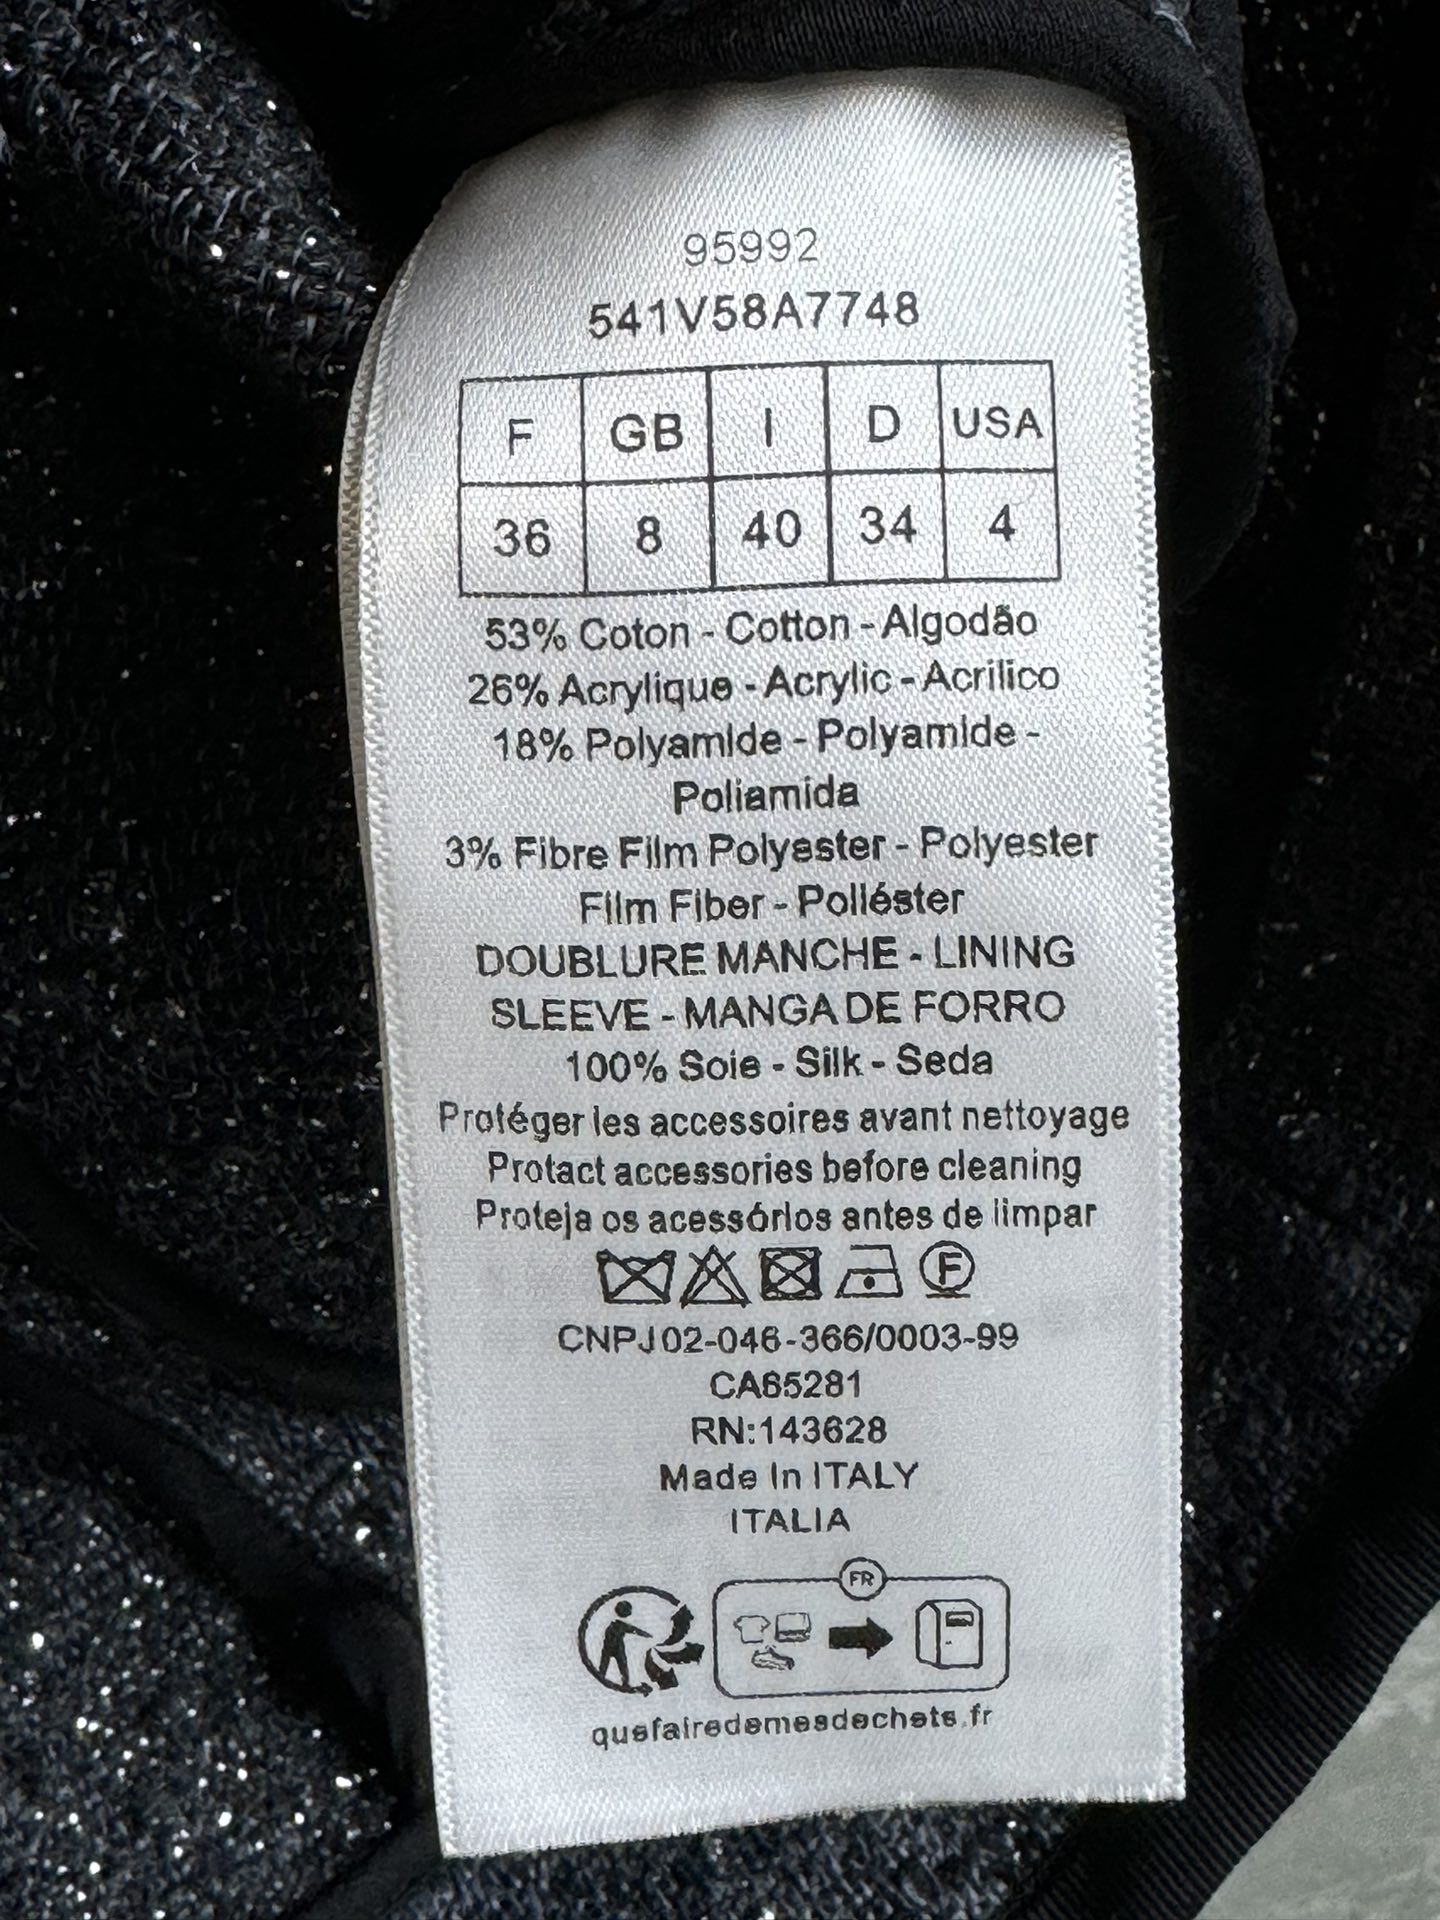 95992
541V58A7748
F GB I D USA
36 8 40 34 4
53% Coton - Cotton - Algodão
26% Acrylique - Acrylic - Acrilico
18% Polyamide - Polyamide -
Poliamida
3% Fibre Film Polyester - Polyester
Film Fiber - Poliéster
DOUBLURE MANCHE - LINING
SLEEVE - MANGA DE FORRO
100% Soie - Silk - Seda
Protéger les accessoires avant nettoyage
Protact accessories before cleaning
Proteja os acessórios antes de limpar
F
CNPJ 02-046-366/0003-99
CA65281
RN:143628
Made In ITALY
ITALIA
FR
quefairedemesdechets.fr